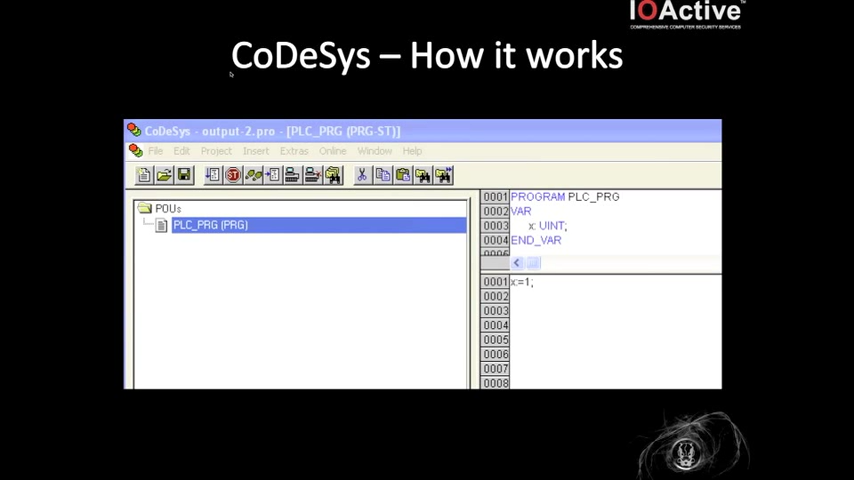 IOActive™
COMPREHENSIVE COMPUTER SECURITY SERVICES
CoDeSys – How it works
CoDeSys - output-2.pro - [PLC_PRG (PRG-ST)]
File Edit Project Insert Extras Online Window Help
POUs
PLC_PRG (PRG)
0001 PROGRAM PLC_PRG
0002 VAR
0003 x: UINT;
0004 END_VAR
0005
0001 x:=1;
0002
0003
0004
0005
0006
0007
0008